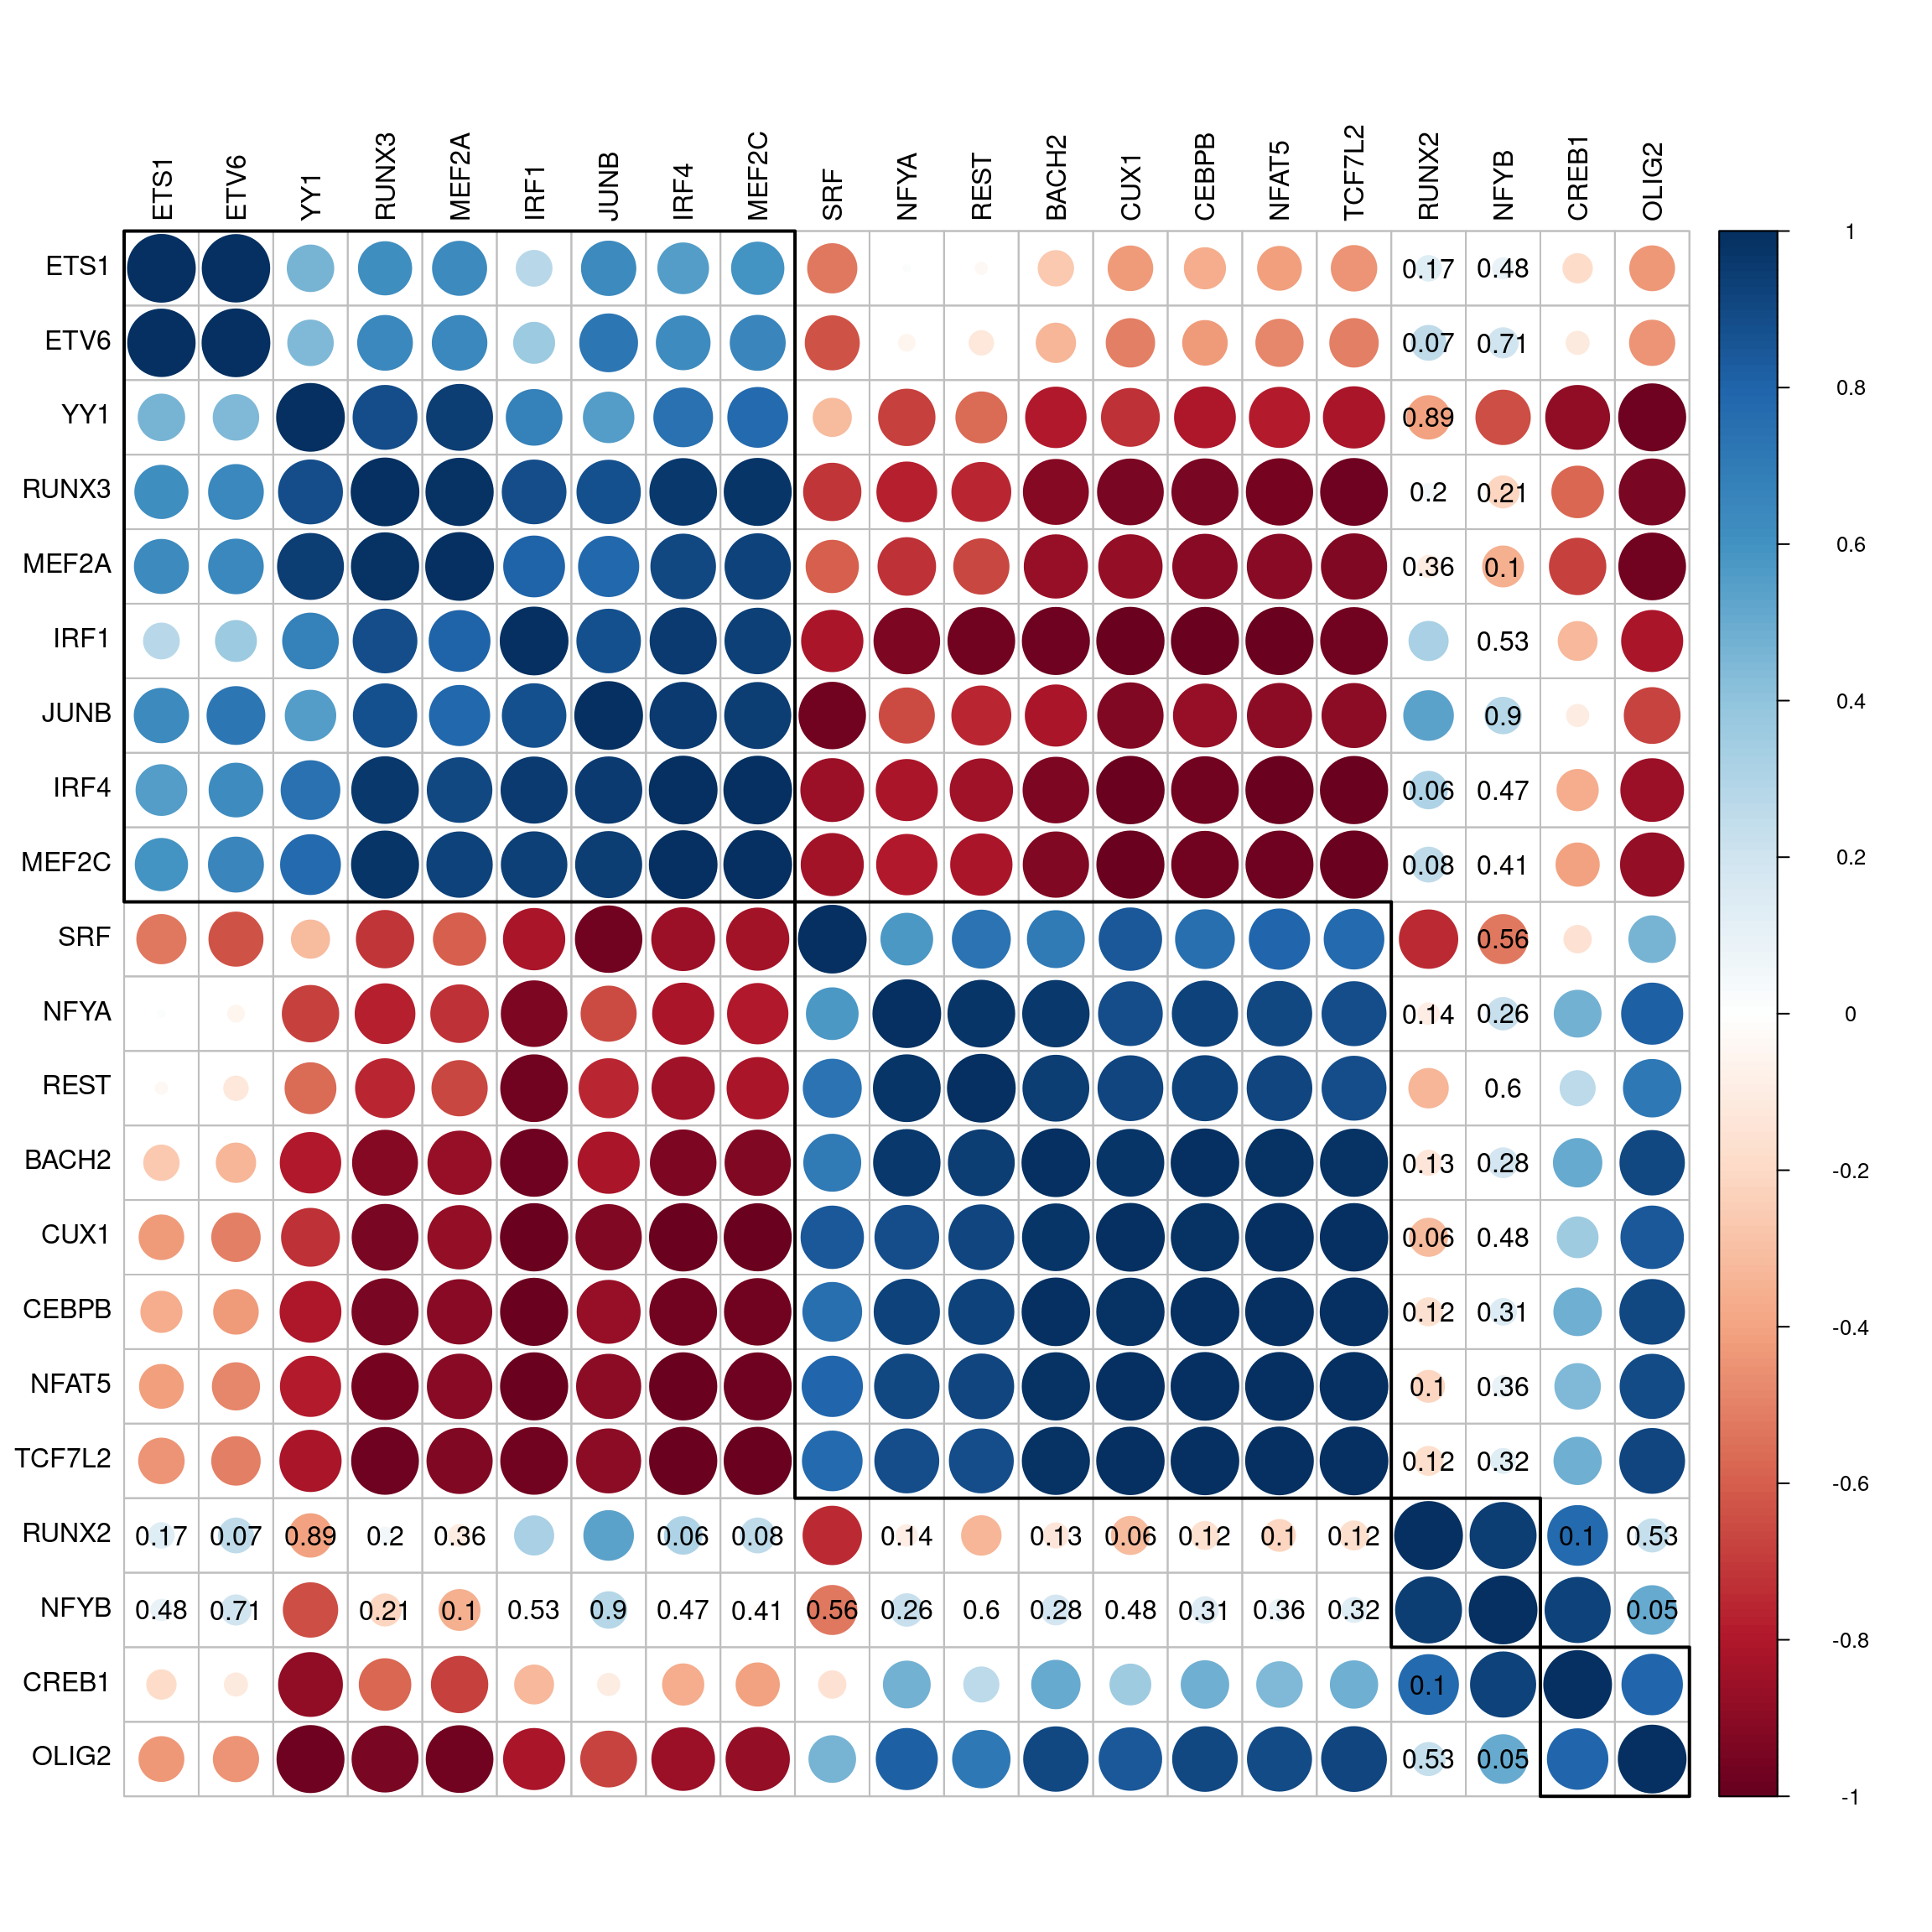 ETS1 ETV6 YY1 RUNX3 MEF2A IRF1 JUNB IRF4 MEF2C SRF NFYA REST BACH2 CUX1 CEBPB NFAT5 TCF7L2 RUNX2 NFYB CREB1 OLIG2
ETS1 0.17 0.48
ETV6 0.07 0.71
YY1 0.89
RUNX3 0.2 0.21
MEF2A 0.36 0.1
IRF1 0.53
JUNB 0.9
IRF4 0.06 0.47
MEF2C 0.08 0.41
SRF 0.56
NFYA 0.14 0.26
REST 0.6
BACH2 0.13 0.28
CUX1 0.06 0.48
CEBPB 0.12 0.31
NFAT5 0.1 0.36
TCF7L2 0.12 0.32
RUNX2 0.17 0.07 0.89 0.2 0.36 0.06 0.08 0.14 0.13 0.06 0.12 0.1 0.12 0.1 0.53
NFYB 0.48 0.71 0.21 0.1 0.53 0.9 0.47 0.41 0.56 0.26 0.6 0.28 0.48 0.31 0.36 0.32 0.05
CREB1 0.1
OLIG2 0.53 0.05
1
0.8
0.6
0.4
0.2
0
-0.2
-0.4
-0.6
-0.8
-1